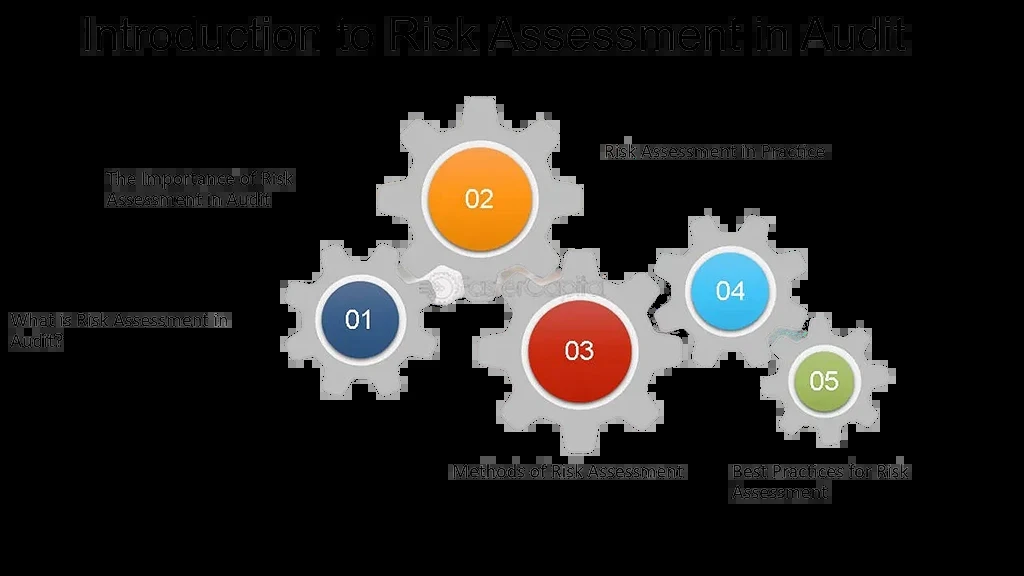 Introduction to Risk Assessment in Audit
Risk Assessment in Practice
The Importance of Risk
Assessment in Audit
02
04
FasterCapital
What is Risk Assessment in
Audit?
01
03
05
Methods of Risk Assessment
Best Practices for Risk
Assessment